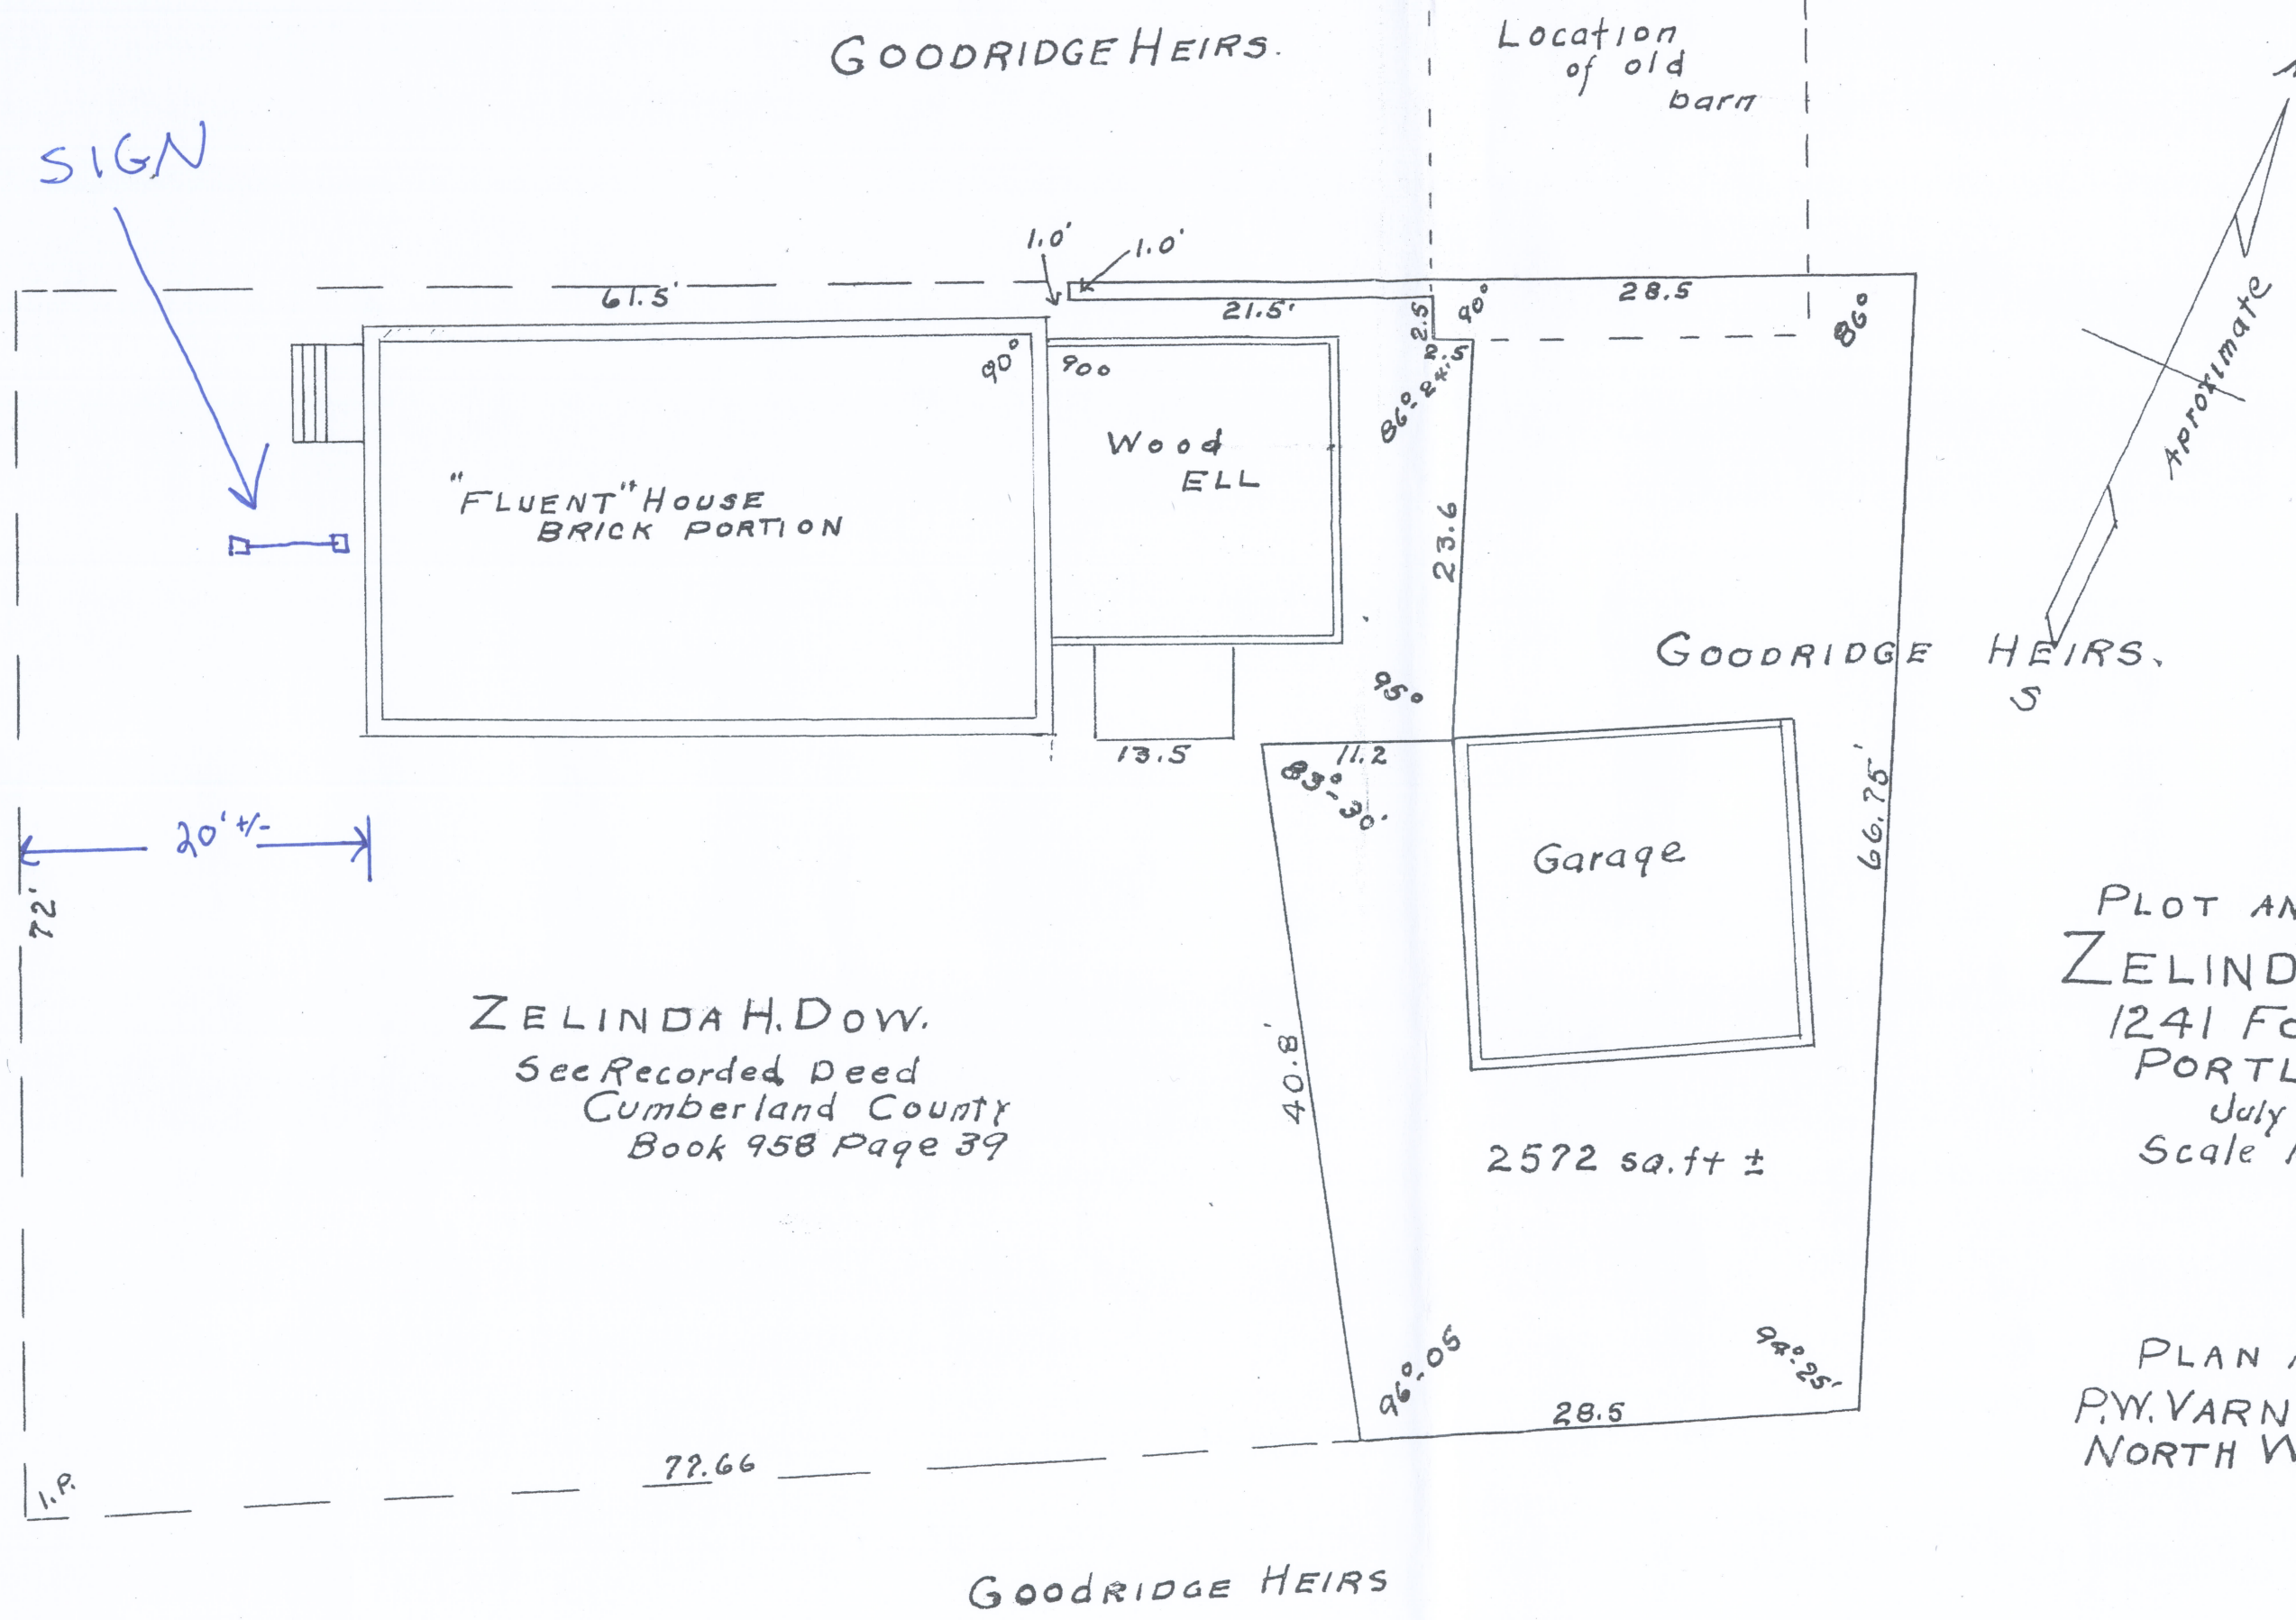 GOODRIDGE HEIRS.
Location
of old
barn
SIGN
1.0'
1.0'
61.5'
21.5'
28.5
2.5
90°
86°
2.5
86°-24'
90°
90°
Wood
ELL
"FLUENT" HOUSE
BRICK PORTION
23.6
Aproximate
GOODRIDGE HEIRS.
S
95°
13.5
11.2
83°-30'
20' +/-
72'
Garage
66.75'
ZELINDA H. DOW.
See Recorded Deed
Cumberland County
Book 958 Page 39
40.8'
2572 sq.ft ±
PLOT
ZELIND
1241
PORTL
July
Scale
96°-05
94°-25'
28.5
77.66
I.P.
PLAN
P.W. VARN
NORTH W
GOODRIDGE HEIRS